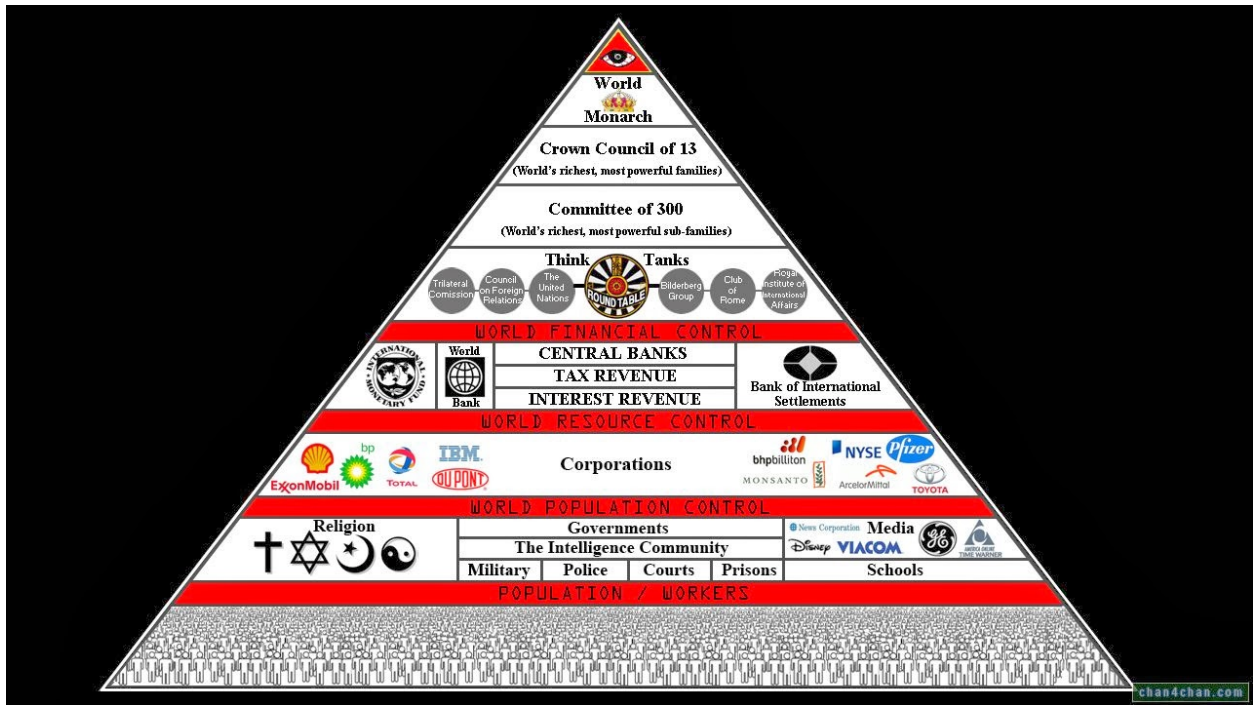 World
Monarch
Crown Council of 13
(World's richest, most powerful families)
Committee of 300
(World's richest, most powerful sub-families)
Think Tanks
Trilateral
Comission
Council
on Foreign
Relations
The
United
Nations
ROUND TABLE
Bilderberg
Group
Club
of
Rome
Royal
Institute of
International
Affairs
WORLD FINANCIAL CONTROL
INTERNATIONAL MONETARY FUND
World
Bank
CENTRAL BANKS
TAX REVENUE
INTEREST REVENUE
Bank of International
Settlements
WORLD RESOURCE CONTROL
ExxonMobil
bp
TOTAL
IBM.
DU PONT
Corporations
bhpbilliton
MONSANTO
NYSE
Pfizer
ArcelorMittal
TOYOTA
WORLD POPULATION CONTROL
Religion
Governments
The Intelligence Community
Military Police Courts Prisons
News Corporation Media
Disney VIACOM
GE
AMERICA ONLINE
TIME WARNER
Schools
POPULATION / WORKERS
chan4chan.com